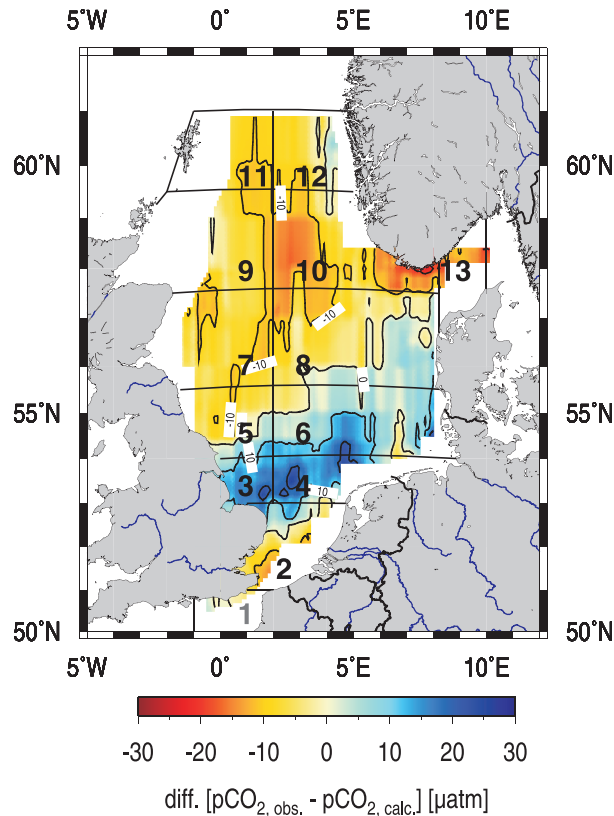 5˚W 0˚ 5˚E 10˚E
60˚N 60˚N
11 12
-10
9 10 13
-10
7 8
-10 0
55˚N 55˚N
-10 5 6
10
3 4 10
2
1
50˚N 50˚N
5˚W 0˚ 5˚E 10˚E
-30 -20 -10 0 10 20 30
diff. [pCO2, obs. - pCO2, calc.] [µatm]